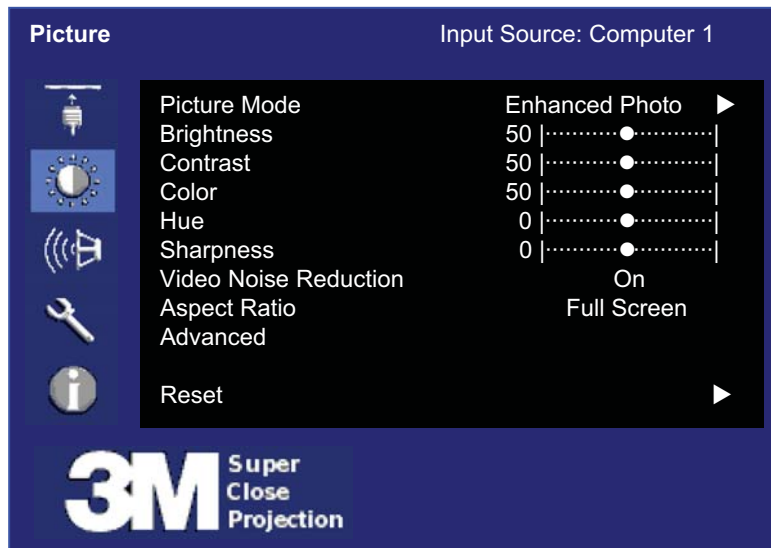 Picture Input Source: Computer 1
Picture Mode Enhanced Photo ▶
Brightness 50
Contrast 50
Color 50
Hue 0
Sharpness 0
Video Noise Reduction On
Aspect Ratio Full Screen
Advanced
Reset ▶
3M Super
Close
Projection